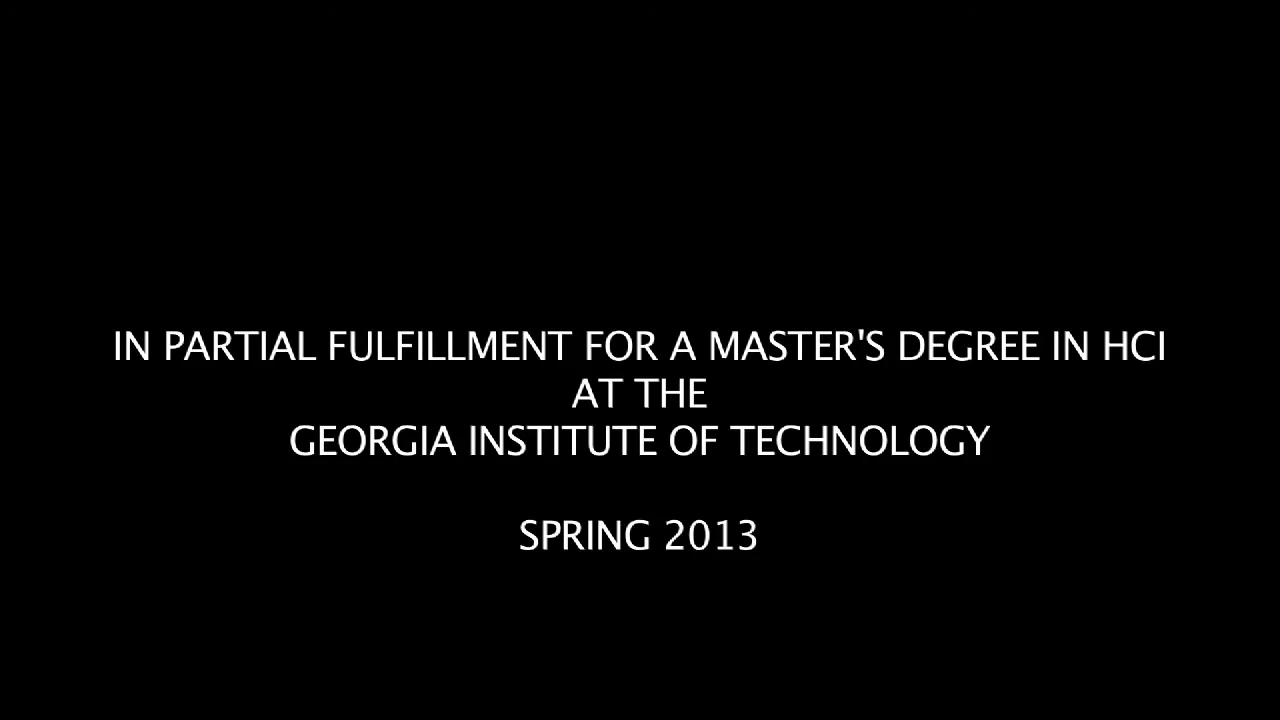 IN PARTIAL FULFILLMENT FOR A MASTER'S DEGREE IN HCI
AT THE
GEORGIA INSTITUTE OF TECHNOLOGY
SPRING 2013